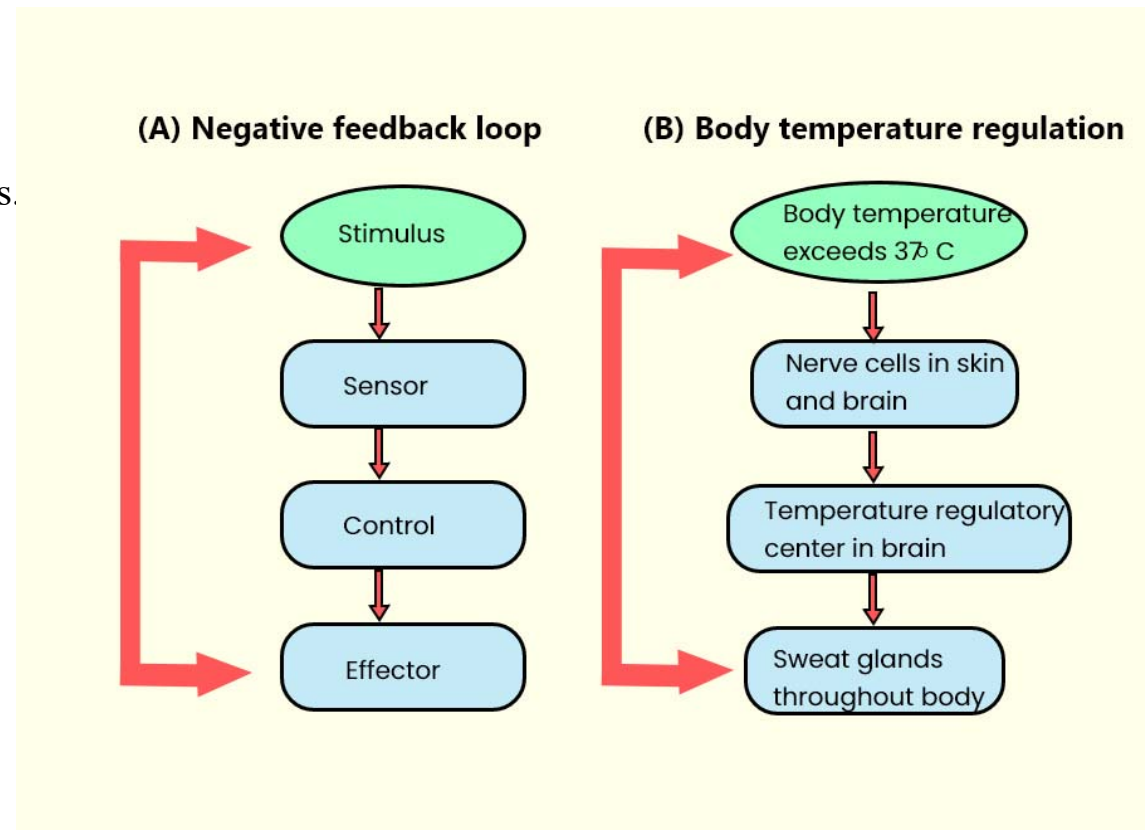 (A) Negative feedback loop
(B) Body temperature regulation
s.
Stimulus
Sensor
Control
Effector
Body temperature
exceeds 37º C
Nerve cells in skin
and brain
Temperature regulatory
center in brain
Sweat glands
throughout body